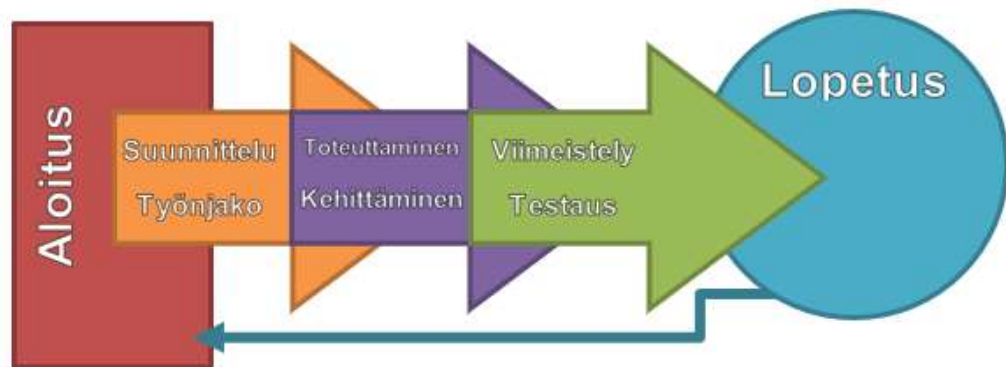 Aloitus
Suunnittelu
Työnjako
Toteuttaminen
Kehittäminen
Viimeistely
Testaus
Lopetus